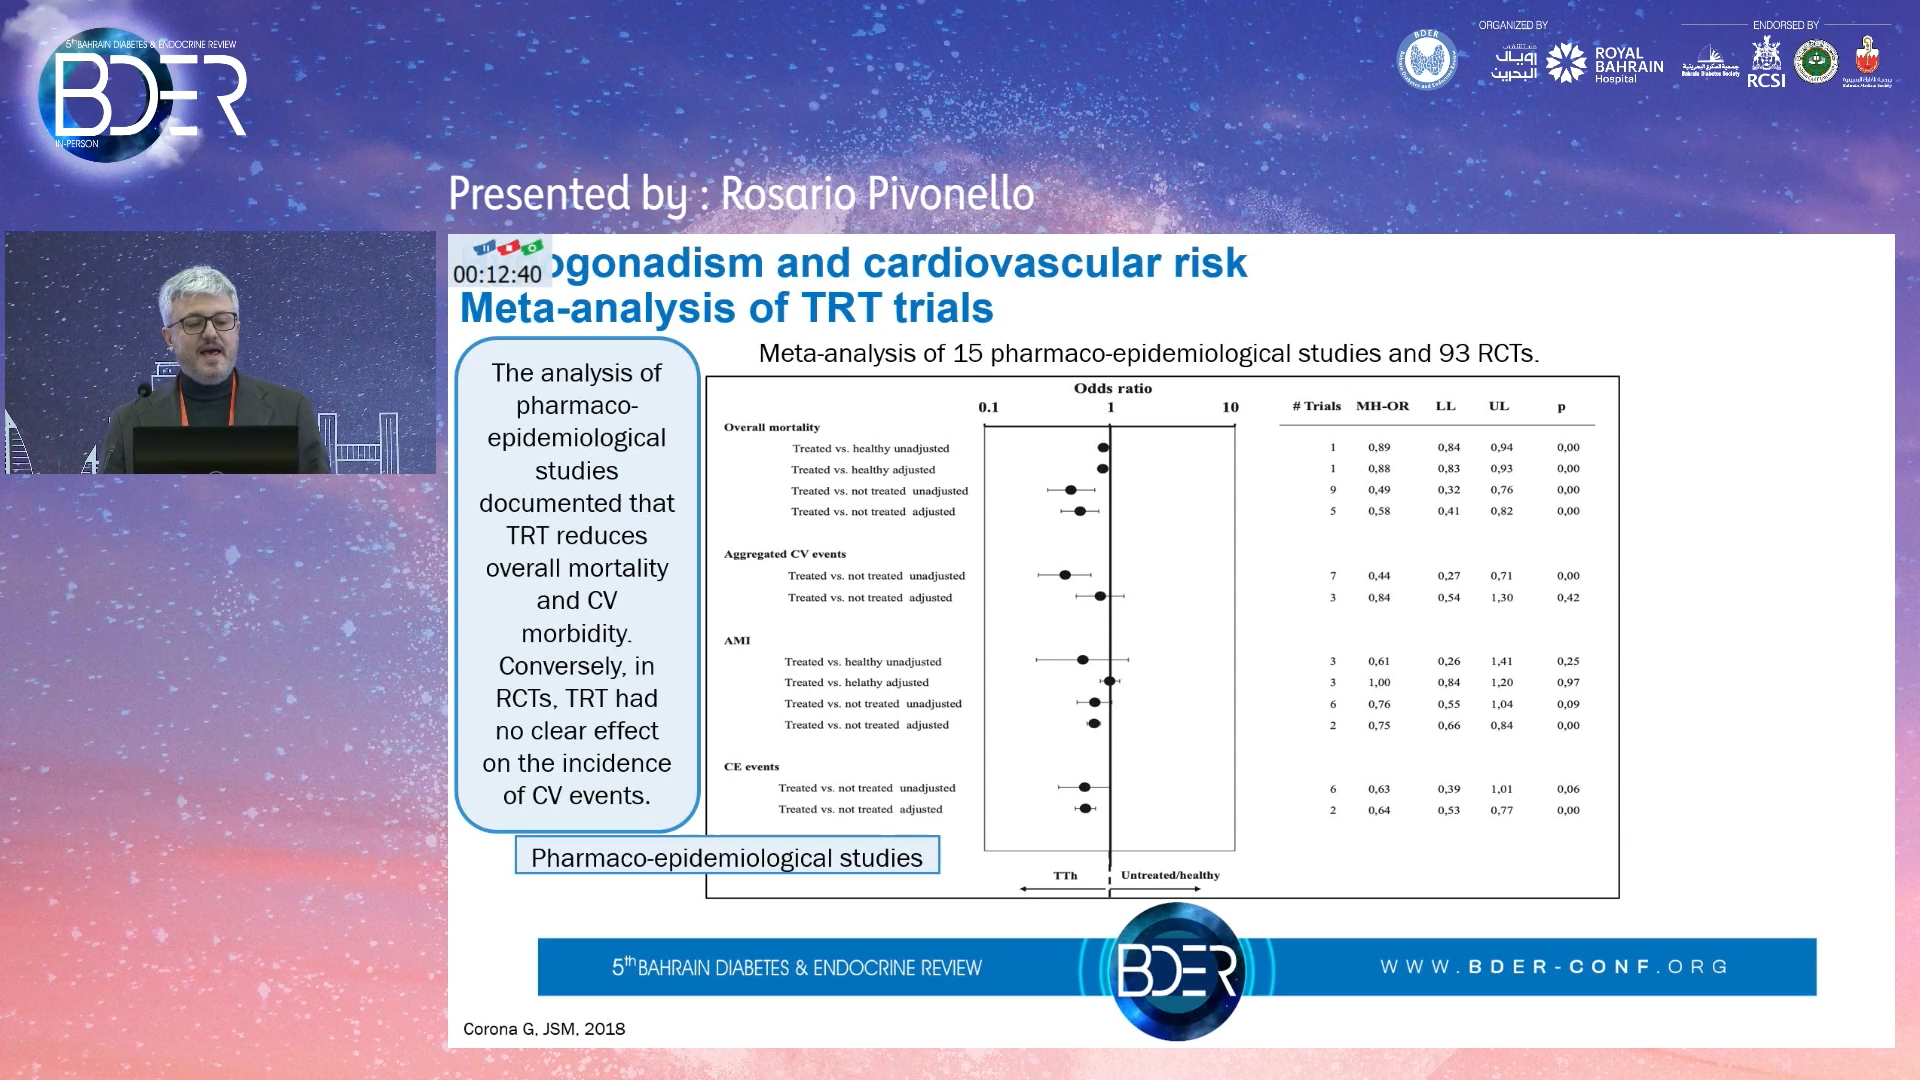 5th BAHRAIN DIABETES & ENDOCRINE REVIEW
BDER
IN-PERSON
ORGANIZED BY
ENDORSED BY
BDER
مستشفى
رويال
البحرين
ROYAL
BAHRAIN
Hospital
Bahrain Diabetes Society
RCSI
Presented by : Rosario Pivonello
00:12:40
ogonadism and cardiovascular risk
Meta-analysis of TRT trials
The analysis of
pharmaco-
epidemiological
studies
documented that
TRT reduces
overall mortality
and CV
morbidity.
Conversely, in
RCTs, TRT had
no clear effect
on the incidence
of CV events.
Pharmaco-epidemiological studies
Meta-analysis of 15 pharmaco-epidemiological studies and 93 RCTs.
Odds ratio
0.1 1 10 # Trials MH-OR LL UL p
Overall mortality
Treated vs. healthy unadjusted 1 0,89 0,84 0,94 0,00
Treated vs. healthy adjusted 1 0,88 0,83 0,93 0,00
Treated vs. not treated unadjusted 9 0,49 0,32 0,76 0,00
Treated vs. not treated adjusted 5 0,58 0,41 0,82 0,00
Aggregated CV events
Treated vs. not treated unadjusted 7 0,44 0,27 0,71 0,00
Treated vs. not treated adjusted 3 0,84 0,54 1,30 0,42
AMI
Treated vs. healthy unadjusted 3 0,61 0,26 1,41 0,25
Treated vs. helathy adjusted 3 1,00 0,84 1,20 0,97
Treated vs. not treated unadjusted 6 0,76 0,55 1,04 0,09
Treated vs. not treated adjusted 2 0,75 0,66 0,84 0,00
CE events
Treated vs. not treated unadjusted 6 0,63 0,39 1,01 0,06
Treated vs. not treated adjusted 2 0,64 0,53 0,77 0,00
TTh Untreated/healthy
5th BAHRAIN DIABETES & ENDOCRINE REVIEW
BDER
WWW.BDER-CONF.ORG
Corona G, JSM, 2018